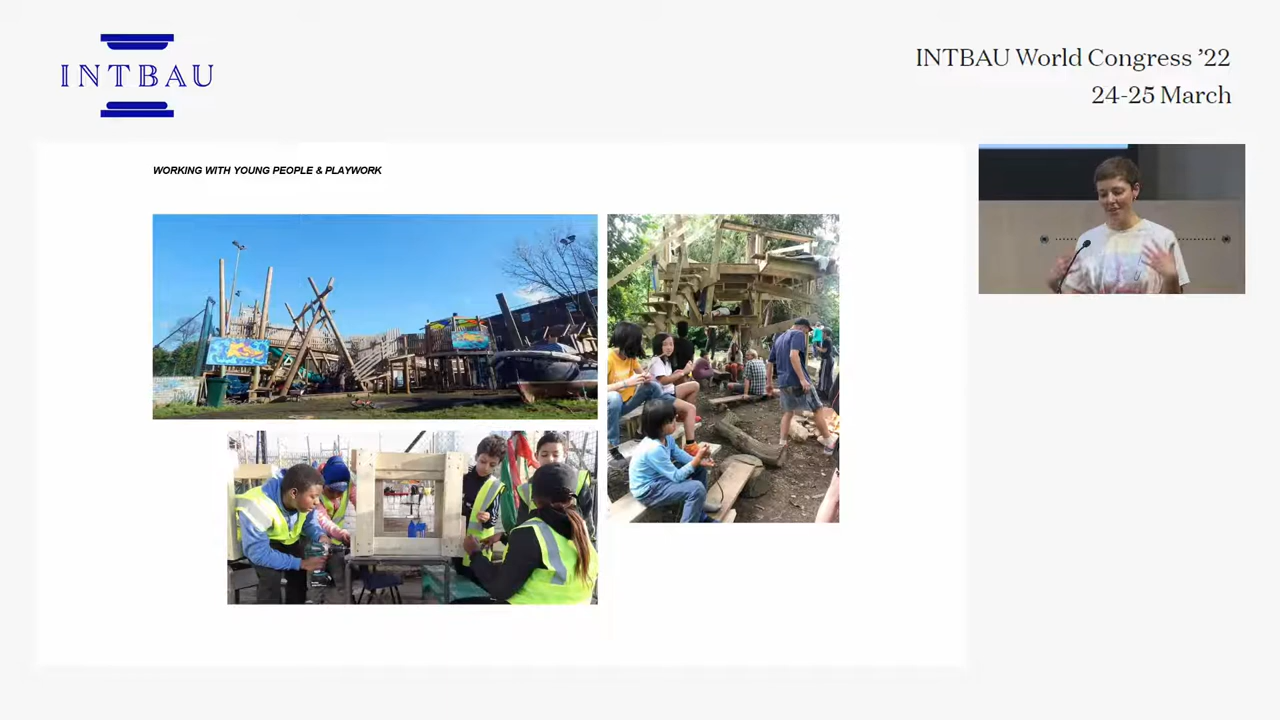 INTBAU
INTBAU World Congress ’22
24-25 March
WORKING WITH YOUNG PEOPLE & PLAYWORK